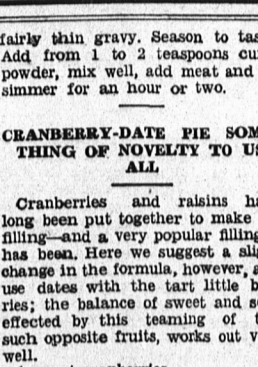 fairly thin gravy. Season to tas
Add from 1 to 2 teaspoons cu
powder, mix well, add meat and
simmer for an hour or two.
CRANBERRY-DATE PIE SOM
THING OF NOVELTY TO U
ALL
Cranberries and raisins ha
long been put together to make
filling—and a very popular filling
has been. Here we suggest a slig
change in the formula, however, a
use dates with the tart little b
ries; the balance of sweet and s
effected by this teaming of t
such opposite fruits, works out v
well.